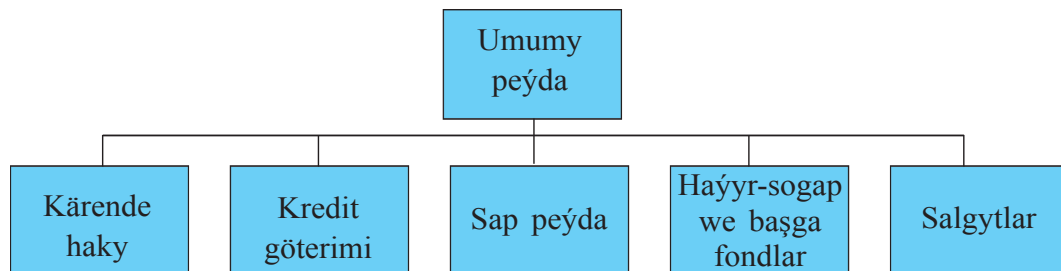 Umumy
peýda
Kärende
haky
Kredit
göterimi
Sap peýda
Haýyr-sogap
we başga
fondlar
Salgytlar